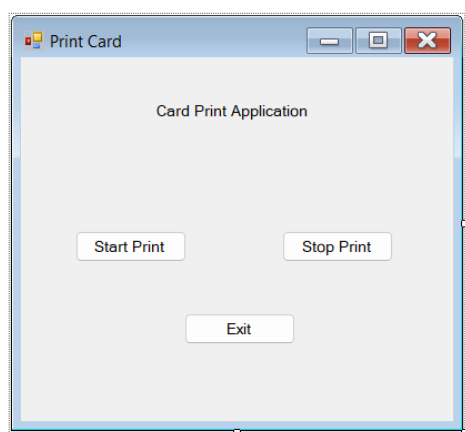 Print Card
Card Print Application
Start Print
Stop Print
Exit